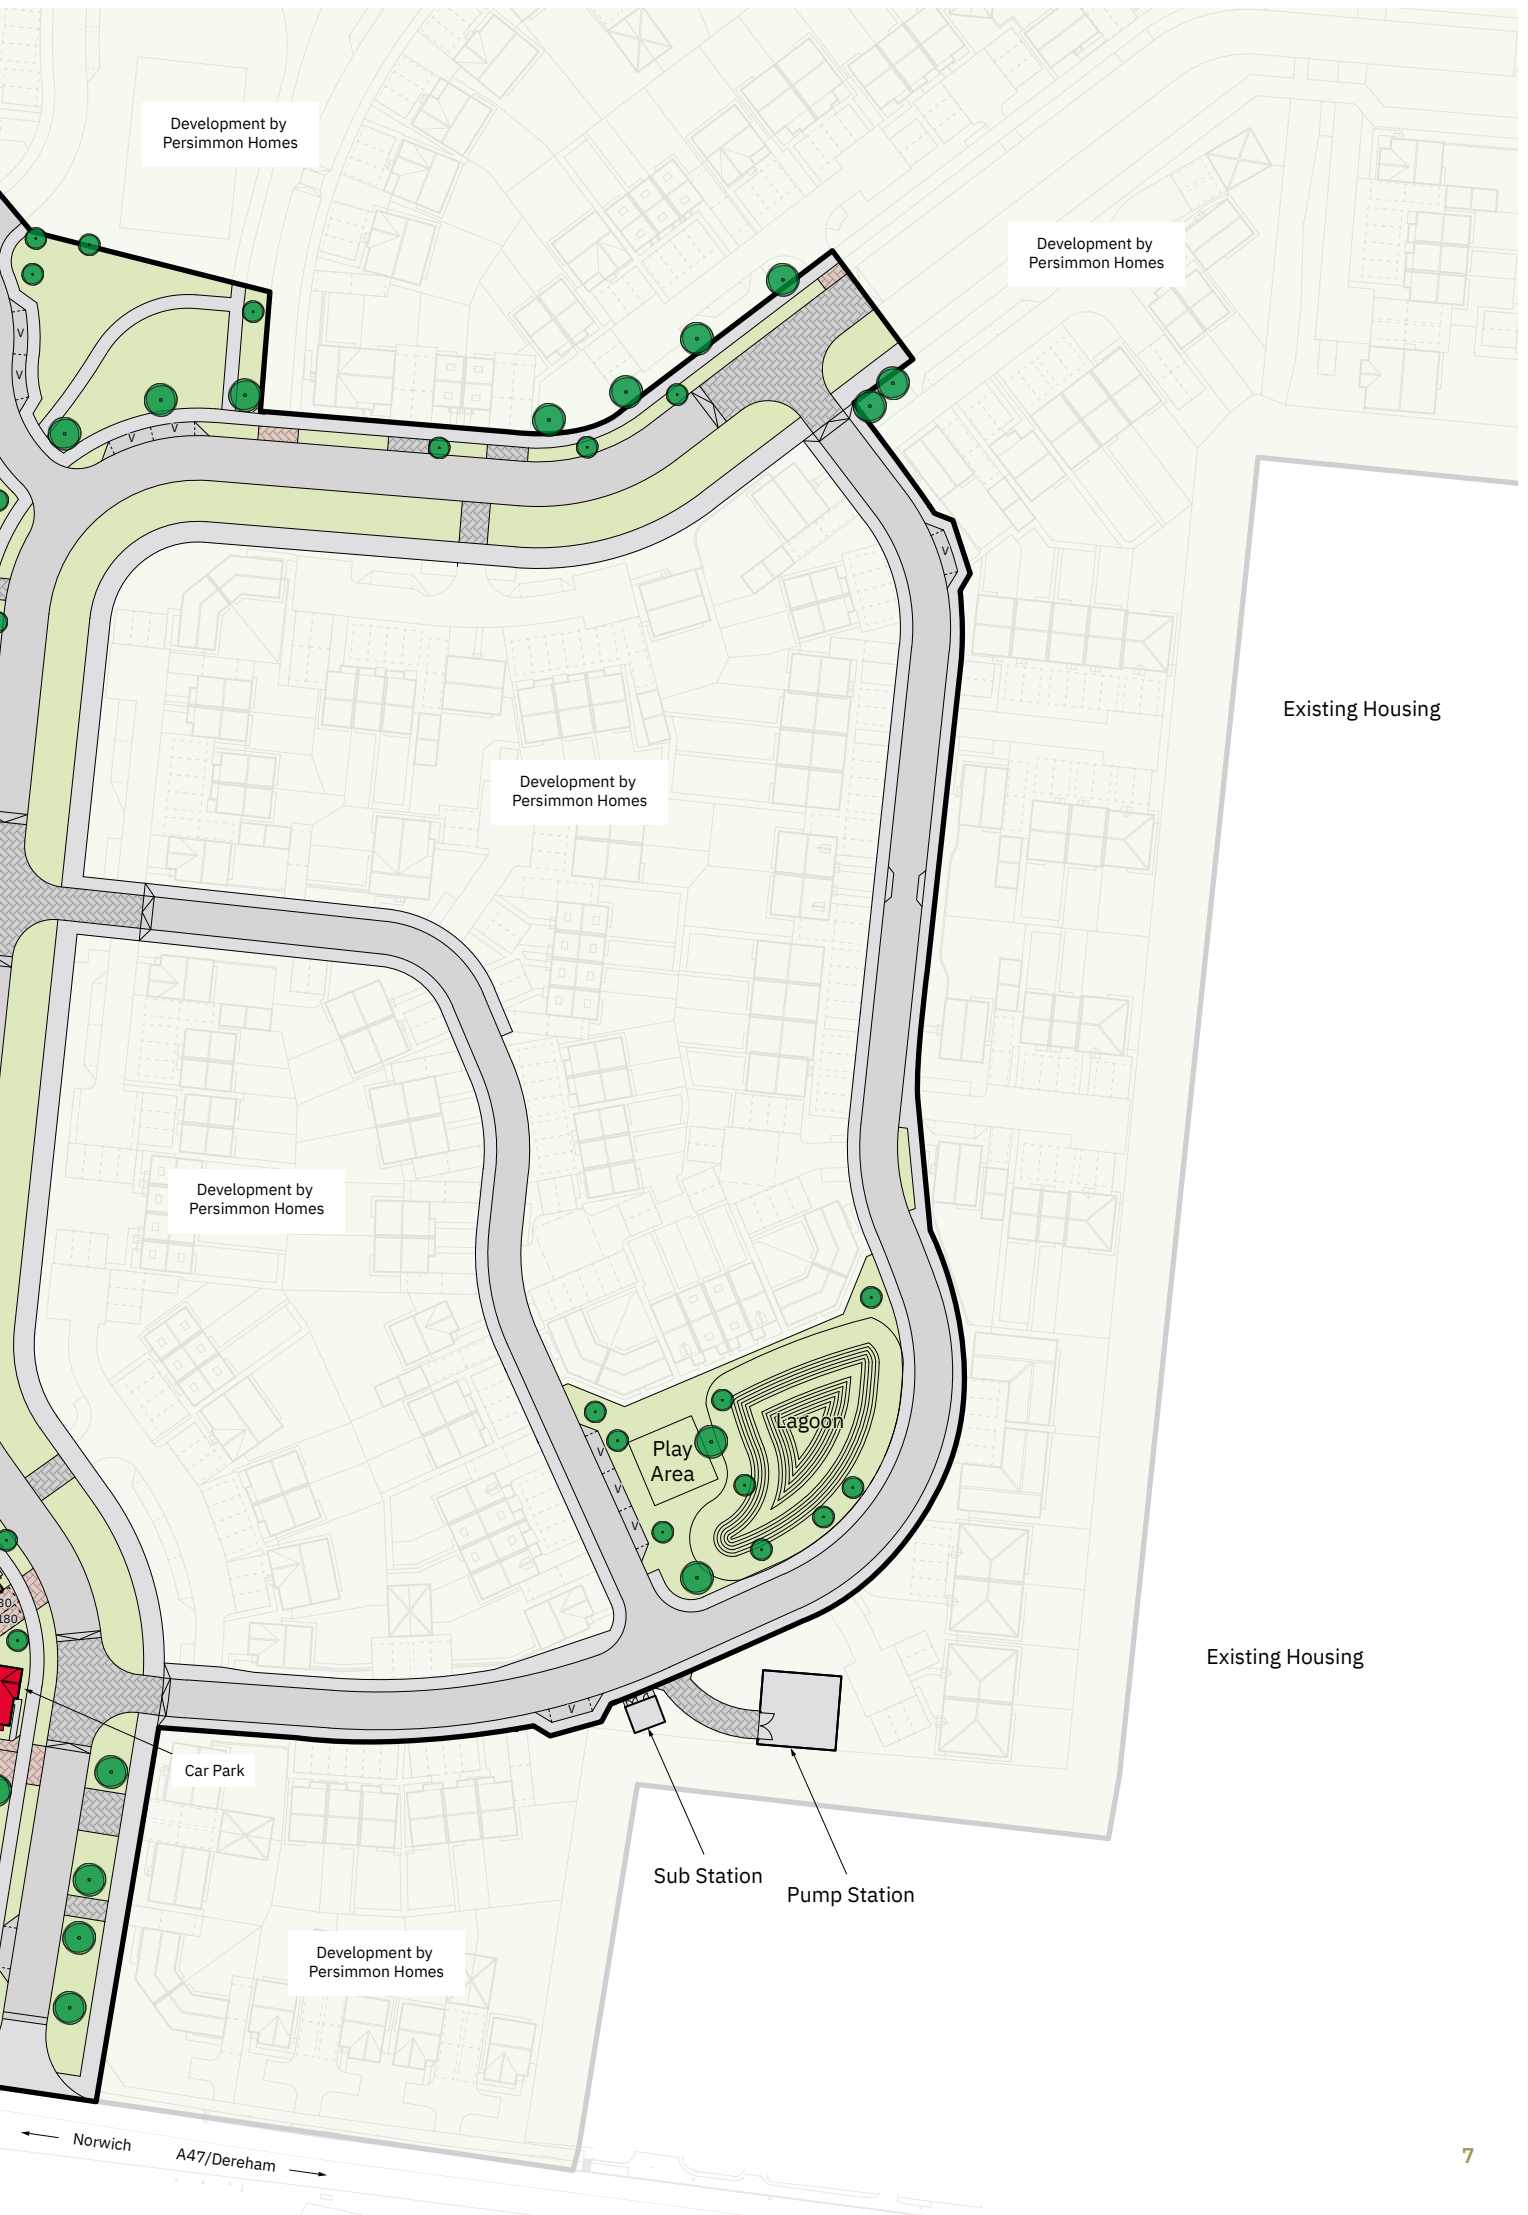 Development by
Persimmon Homes
Development by
Persimmon Homes
V
V
V
V
V
Existing Housing
Development by
Persimmon Homes
Development by
Persimmon Homes
Lagoon
Play
Area
V
V
V
180
Existing Housing
V
Car Park
Sub Station
Pump Station
Development by
Persimmon Homes
Norwich
A47/Dereham
7